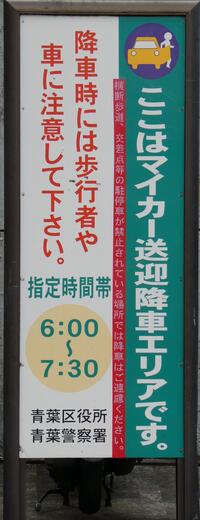 ここはマイカー送迎降車エリアです。
横断歩道、交差点等の駐停車が禁止されている場所では降車はご遠慮ください。
降車時には歩行者や
車に注意して下さい。
指定時間帯
6:00
〜
7:30
青葉区役所
青葉警察署